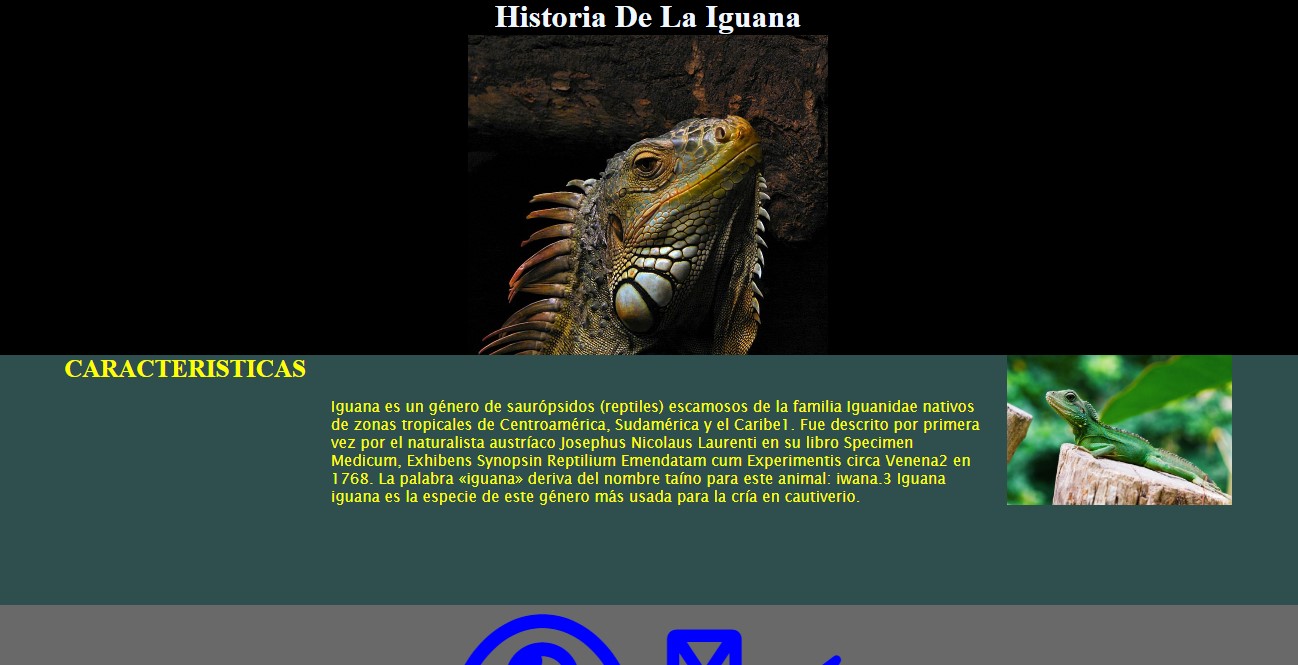 Historia De La Iguana
CARACTERISTICAS
Iguana es un género de saurópsidos (reptiles) escamosos de la familia Iguanidae nativos
de zonas tropicales de Centroamérica, Sudamérica y el Caribe1. Fue descrito por primera
vez por el naturalista austríaco Josephus Nicolaus Laurenti en su libro Specimen
Medicum, Exhibens Synopsin Reptilium Emendatam cum Experimentis circa Venena2 en
1768. La palabra «iguana» deriva del nombre taíno para este animal: iwana.3 Iguana
iguana es la especie de este género más usada para la cría en cautiverio.